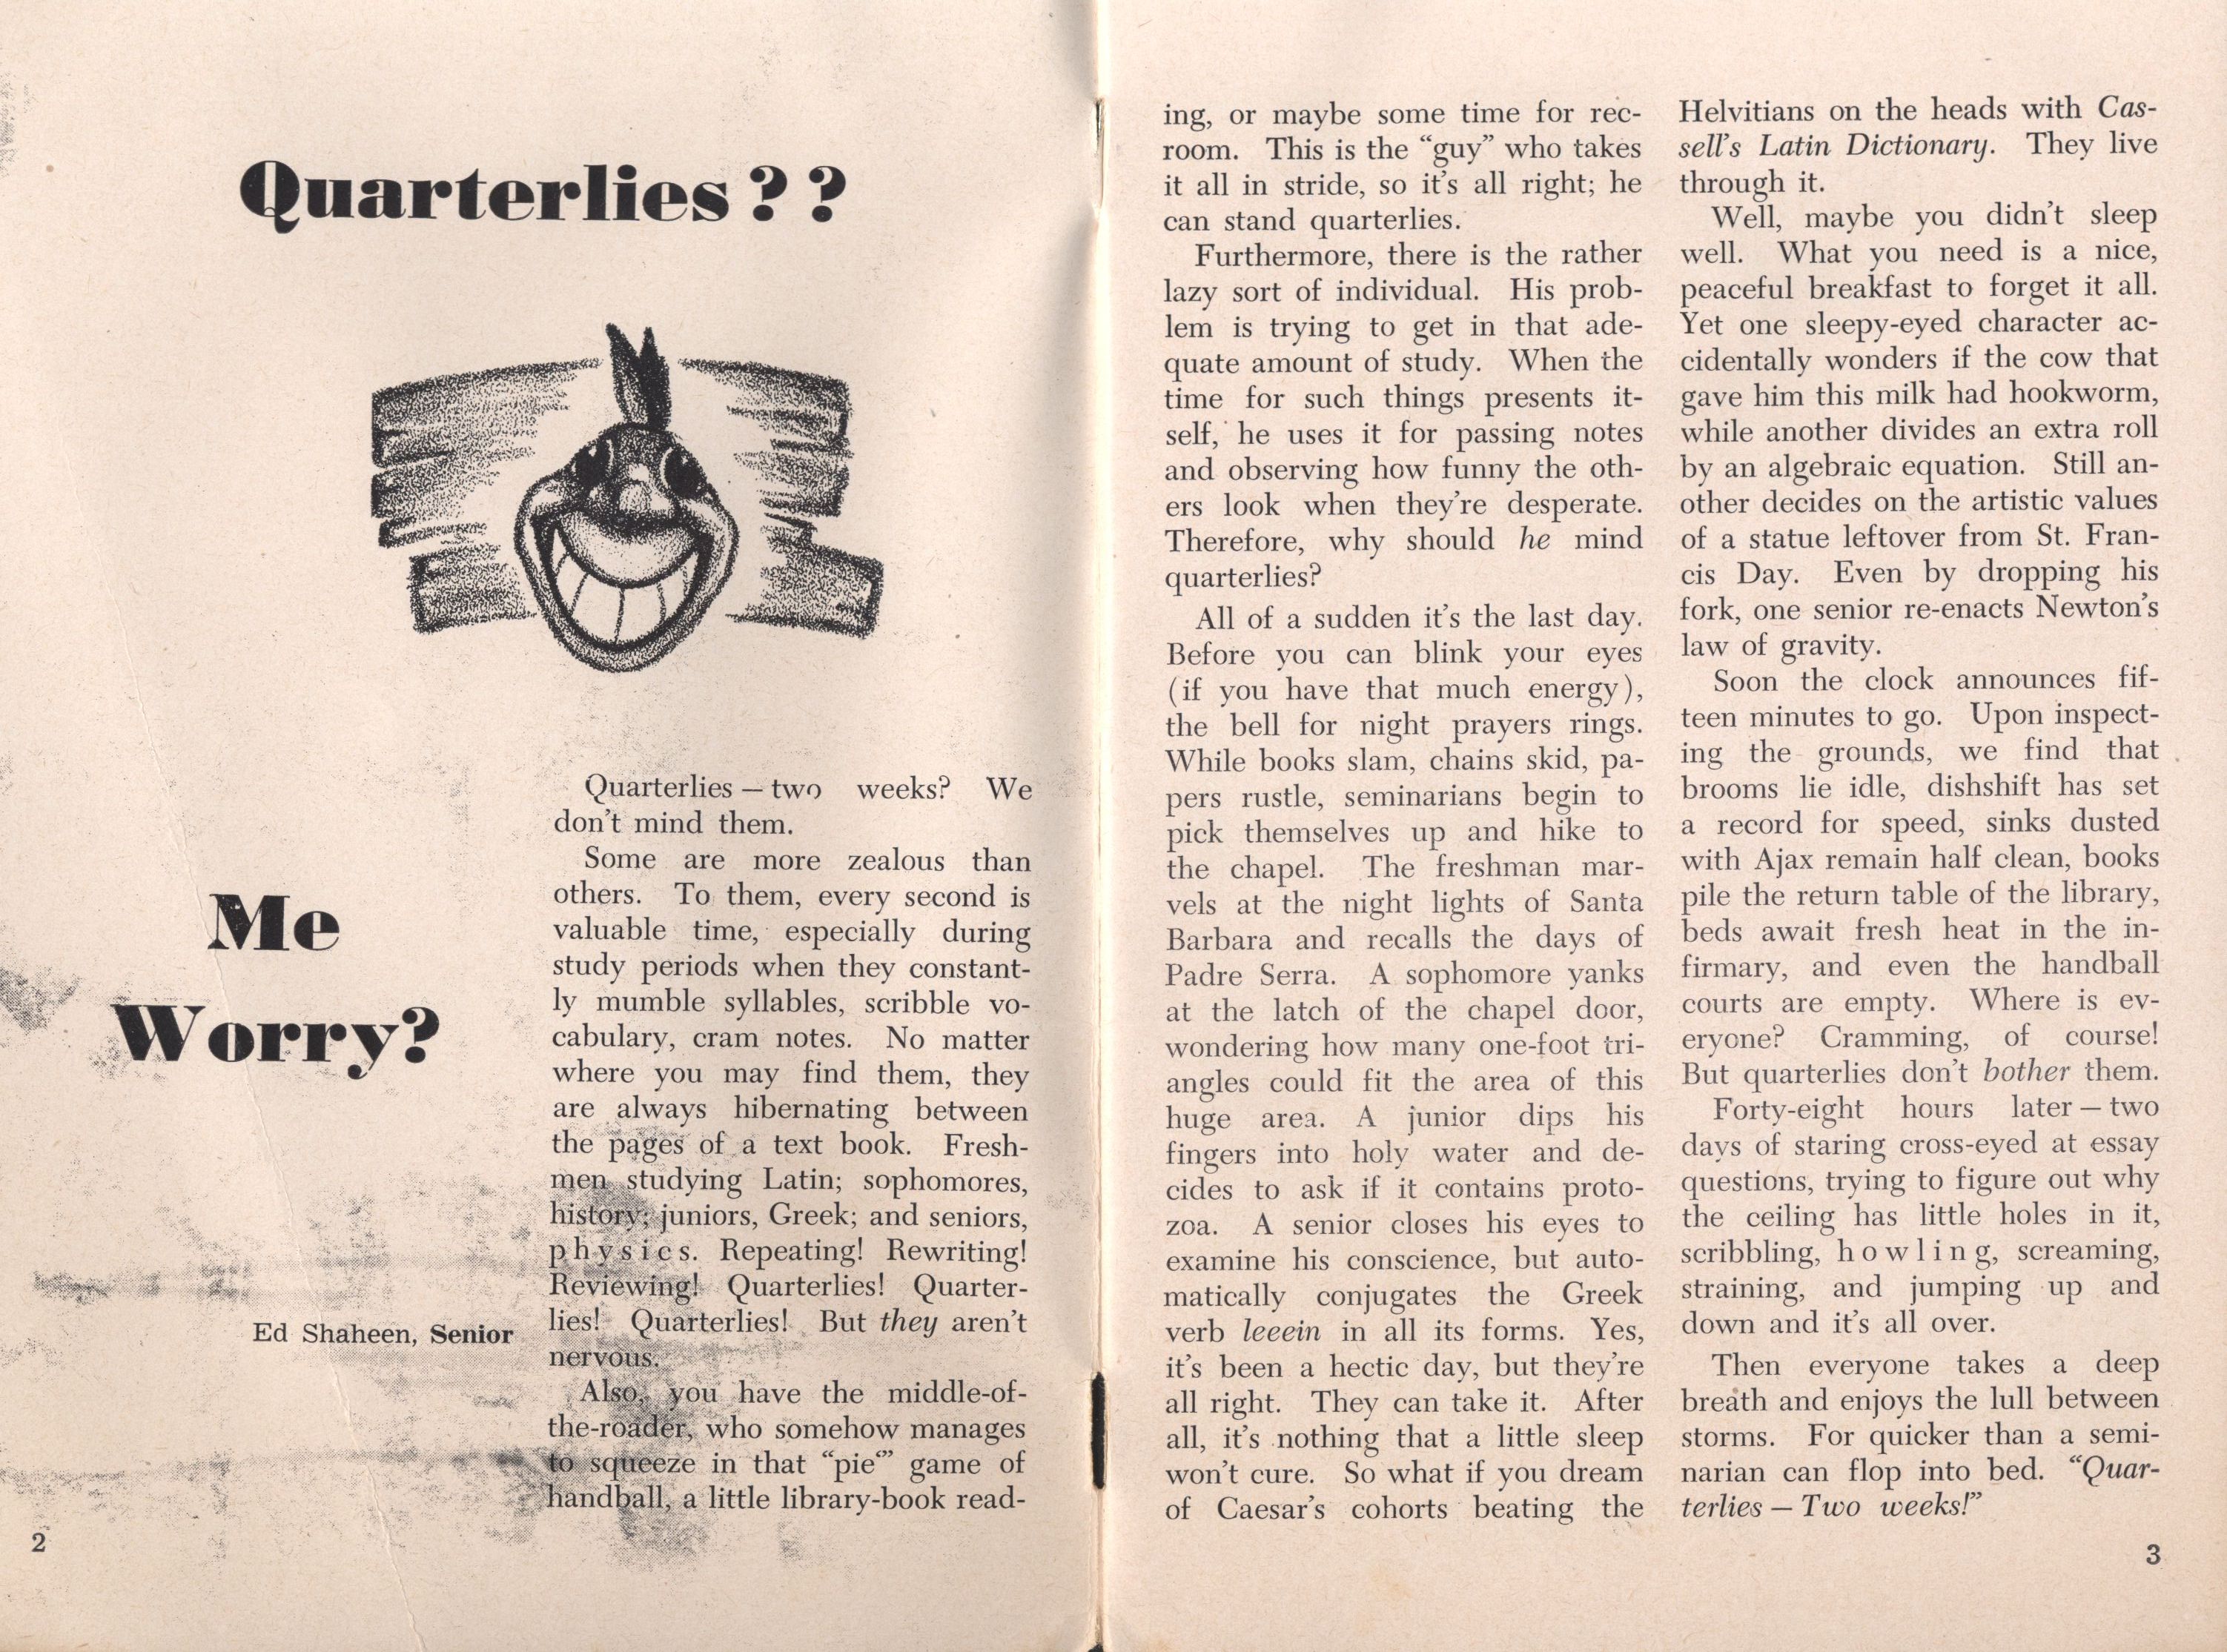 Quarterlies ? ?
Me
Worry?
Ed Shaheen, Senior
Quarterlies — two weeks? We
don't mind them.
Some are more zealous than
others. To them, every second is
valuable time, especially during
study periods when they constant-
ly mumble syllables, scribble vo-
cabulary, cram notes. No matter
where you may find them, they
are always hibernating between
the pages of a text book. Fresh-
men studying Latin; sophomores,
history; juniors, Greek; and seniors,
physics. Repeating! Rewriting!
Reviewing! Quarterlies! Quarter-
lies! Quarterlies! But they aren't
nervous.
Also, you have the middle-of-
the-roader, who somehow manages
to squeeze in that "pie" game of
handball, a little library-book read-
2
ing, or maybe some time for rec-
room. This is the "guy" who takes
it all in stride, so it's all right; he
can stand quarterlies.
Furthermore, there is the rather
lazy sort of individual. His prob-
lem is trying to get in that ade-
quate amount of study. When the
time for such things presents it-
self, he uses it for passing notes
and observing how funny the oth-
ers look when they're desperate.
Therefore, why should he mind
quarterlies?
All of a sudden it's the last day.
Before you can blink your eyes
(if you have that much energy),
the bell for night prayers rings.
While books slam, chains skid, pa-
pers rustle, seminarians begin to
pick themselves up and hike to
the chapel. The freshman mar-
vels at the night lights of Santa
Barbara and recalls the days of
Padre Serra. A sophomore yanks
at the latch of the chapel door,
wondering how many one-foot tri-
angles could fit the area of this
huge area. A junior dips his
fingers into holy water and de-
cides to ask if it contains proto-
zoa. A senior closes his eyes to
examine his conscience, but auto-
matically conjugates the Greek
verb leeein in all its forms. Yes,
it's been a hectic day, but they're
all right. They can take it. After
all, it's nothing that a little sleep
won't cure. So what if you dream
of Caesar's cohorts beating the
Helvitians on the heads with Cas-
sell's Latin Dictionary. They live
through it.
Well, maybe you didn't sleep
well. What you need is a nice,
peaceful breakfast to forget it all.
Yet one sleepy-eyed character ac-
cidentally wonders if the cow that
gave him this milk had hookworm,
while another divides an extra roll
by an algebraic equation. Still an-
other decides on the artistic values
of a statue leftover from St. Fran-
cis Day. Even by dropping his
fork, one senior re-enacts Newton's
law of gravity.
Soon the clock announces fif-
teen minutes to go. Upon inspect-
ing the grounds, we find that
brooms lie idle, dishshift has set
a record for speed, sinks dusted
with Ajax remain half clean, books
pile the return table of the library,
beds await fresh heat in the in-
firmary, and even the handball
courts are empty. Where is ev-
eryone? Cramming, of course!
But quarterlies don't bother them.
Forty-eight hours later — two
days of staring cross-eyed at essay
questions, trying to figure out why
the ceiling has little holes in it,
scribbling, howling, screaming,
straining, and jumping up and
down and it's all over.
Then everyone takes a deep
breath and enjoys the lull between
storms. For quicker than a semi-
narian can flop into bed. "Quar-
terlies — Two weeks!"
3